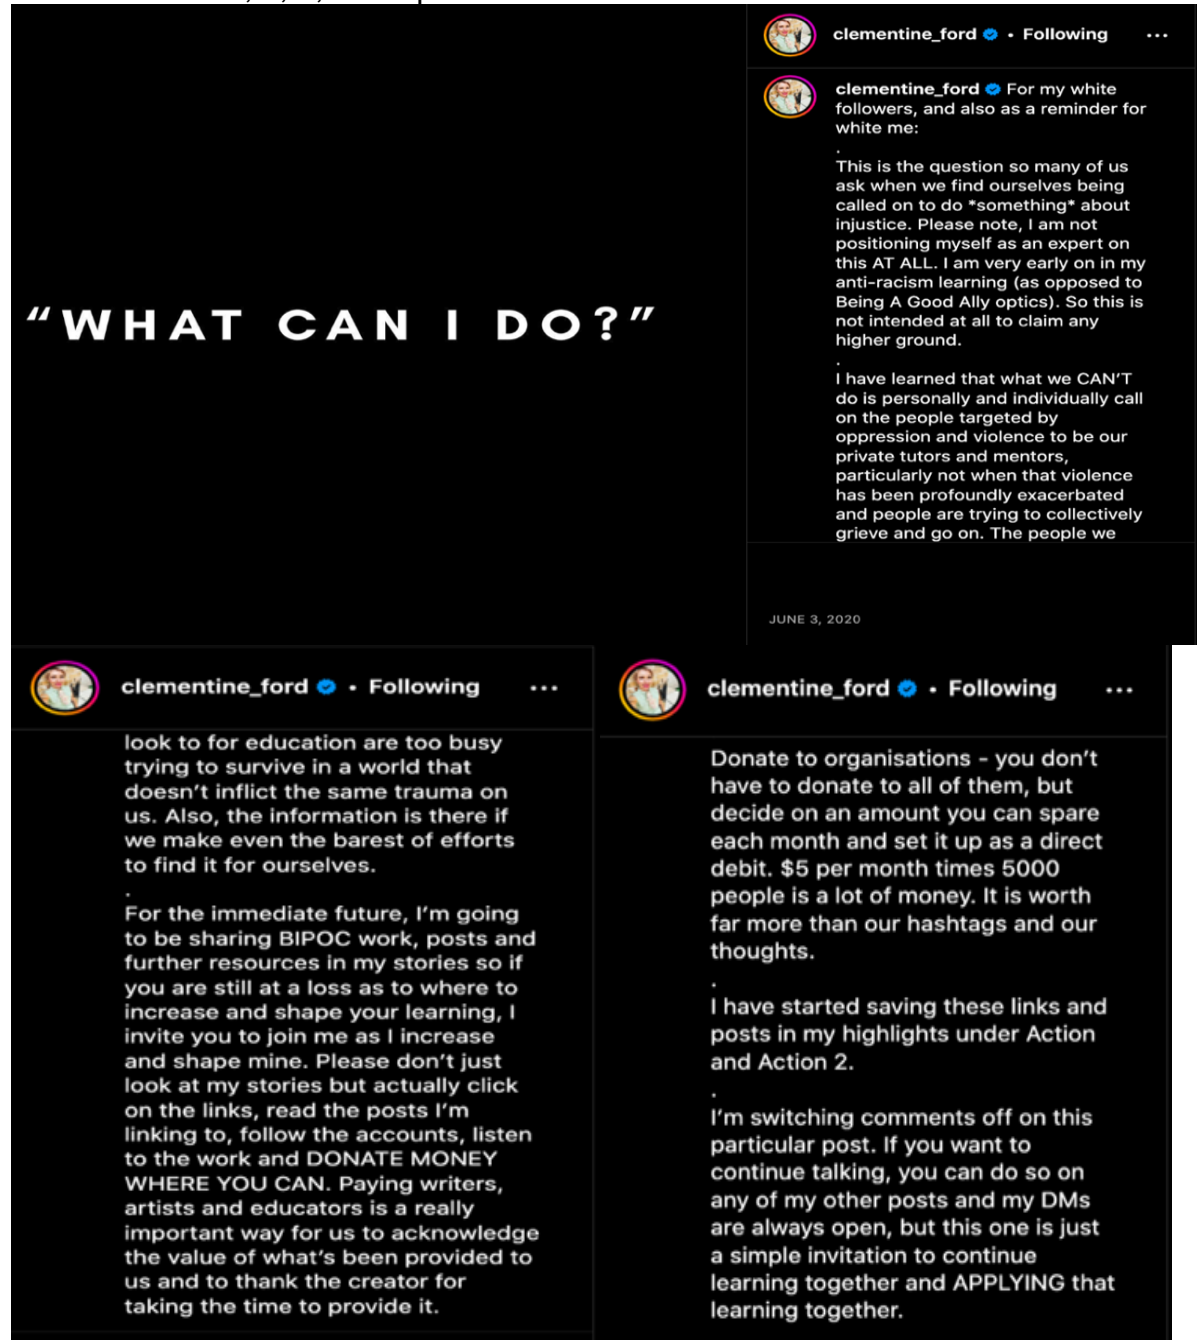 “WHAT CAN I DO?”
clementine_ford • Following ...
clementine_ford For my white
followers, and also as a reminder for
white me:
.
This is the question so many of us
ask when we find ourselves being
called on to do *something* about
injustice. Please note, I am not
positioning myself as an expert on
this AT ALL. I am very early on in my
anti-racism learning (as opposed to
Being A Good Ally optics). So this is
not intended at all to claim any
higher ground.
.
I have learned that what we CAN’T
do is personally and individually call
on the people targeted by
oppression and violence to be our
private tutors and mentors,
particularly not when that violence
has been profoundly exacerbated
and people are trying to collectively
grieve and go on. The people we
JUNE 3, 2020
clementine_ford • Following ...
look to for education are too busy
trying to survive in a world that
doesn’t inflict the same trauma on
us. Also, the information is there if
we make even the barest of efforts
to find it for ourselves.
.
For the immediate future, I’m going
to be sharing BIPOC work, posts and
further resources in my stories so if
you are still at a loss as to where to
increase and shape your learning, I
invite you to join me as I increase
and shape mine. Please don’t just
look at my stories but actually click
on the links, read the posts I’m
linking to, follow the accounts, listen
to the work and DONATE MONEY
WHERE YOU CAN. Paying writers,
artists and educators is a really
important way for us to acknowledge
the value of what’s been provided to
us and to thank the creator for
taking the time to provide it.
clementine_ford • Following ...
Donate to organisations - you don’t
have to donate to all of them, but
decide on an amount you can spare
each month and set it up as a direct
debit. $5 per month times 5000
people is a lot of money. It is worth
far more than our hashtags and our
thoughts.
.
I have started saving these links and
posts in my highlights under Action
and Action 2.
.
I’m switching comments off on this
particular post. If you want to
continue talking, you can do so on
any of my other posts and my DMs
are always open, but this one is just
a simple invitation to continue
learning together and APPLYING that
learning together.